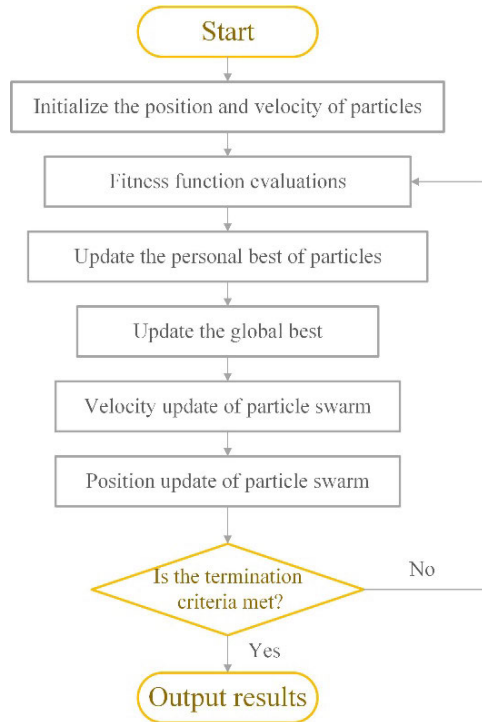 Start
Initialize the position and velocity of particles
Fitness function evaluations
Update the personal best of particles
Update the global best
Velocity update of particle swarm
Position update of particle swarm
Is the termination
criteria met?
No
Yes
Output results